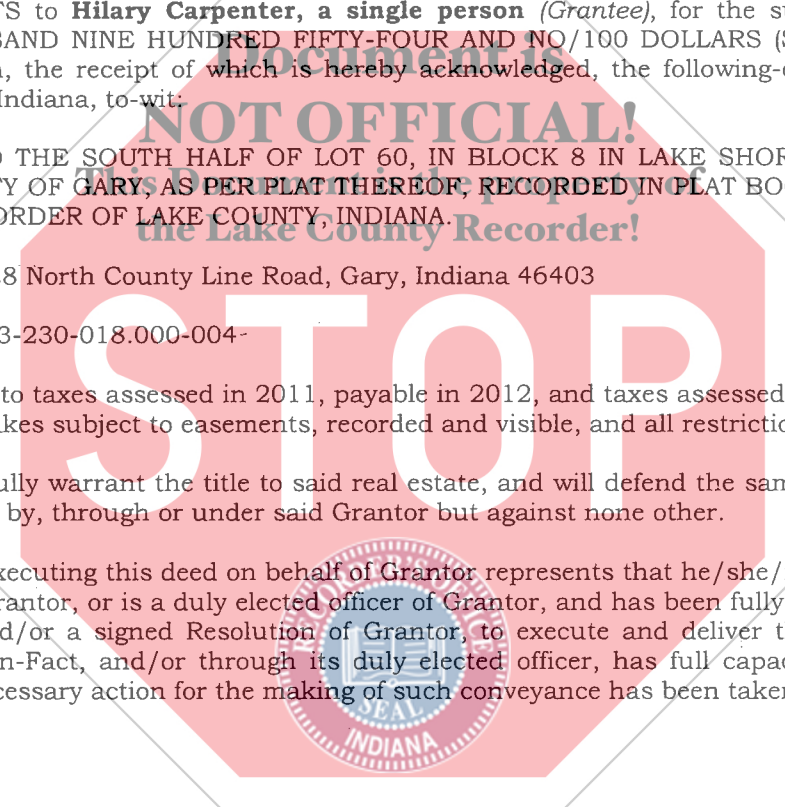 TS to Hilary Carpenter, a single person (Grantee), for the s
SAND NINE HUNDRED FIFTY-FOUR AND NO/100 DOLLARS ($
Document is
n, the receipt of which is hereby acknowledged, the following-
Indiana, to-wit:
NOT OFFICIAL!
THE SOUTH HALF OF LOT 60, IN BLOCK 8 IN LAKE SHOR
TY OF GARY, AS PER PLAT THEREOF, RECORDED IN PLAT BO
This Document is the property of
ORDER OF LAKE COUNTY, INDIANA.
the Lake County Recorder!
8 North County Line Road, Gary, Indiana 46403
3-230-018.000-004-
STOP
to taxes assessed in 2011, payable in 2012, and taxes assessed
akes subject to easements, recorded and visible, and all restrictio
ully warrant the title to said real estate, and will defend the sam
by, through or under said Grantor but against none other.
xecuting this deed on behalf of Grantor represents that he/she/
rantor, or is a duly elected officer of Grantor, and has been fully
d/or a signed Resolution of Grantor, to execute and deliver t
n-Fact, and/or through its duly elected officer, has full capac
cessary action for the making of such conveyance has been taken
RECORDER'S OFFICE
SEAL
INDIANA